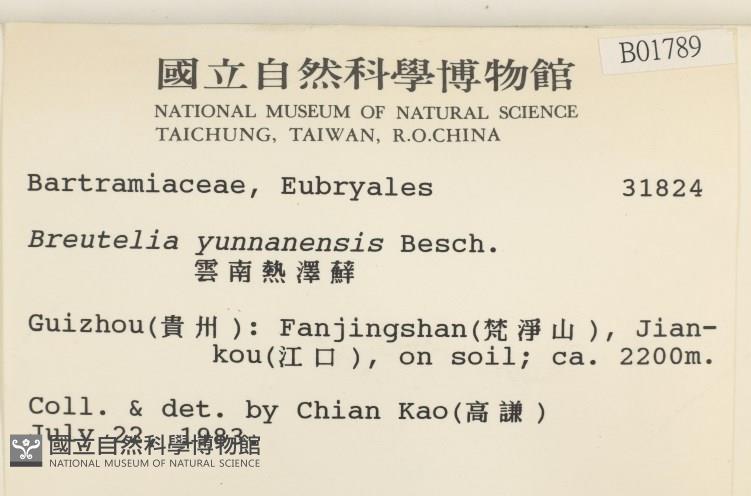 B01789
國立自然科學博物館
NATIONAL MUSEUM OF NATURAL SCIENCE
TAICHUNG, TAIWAN, R.O.CHINA
Bartramiaceae, Eubryales 31824
Breutelia yunnanensis Besch.
雲南熱澤蘚
Guizhou(貴州): Fanjingshan(梵淨山), Jian-
kou(江口), on soil; ca. 2200m.
Coll. & det. by Chian Kao(高謙)
July 22, 1983.
國立自然科學博物館
NATIONAL MUSEUM OF NATURAL SCIENCE